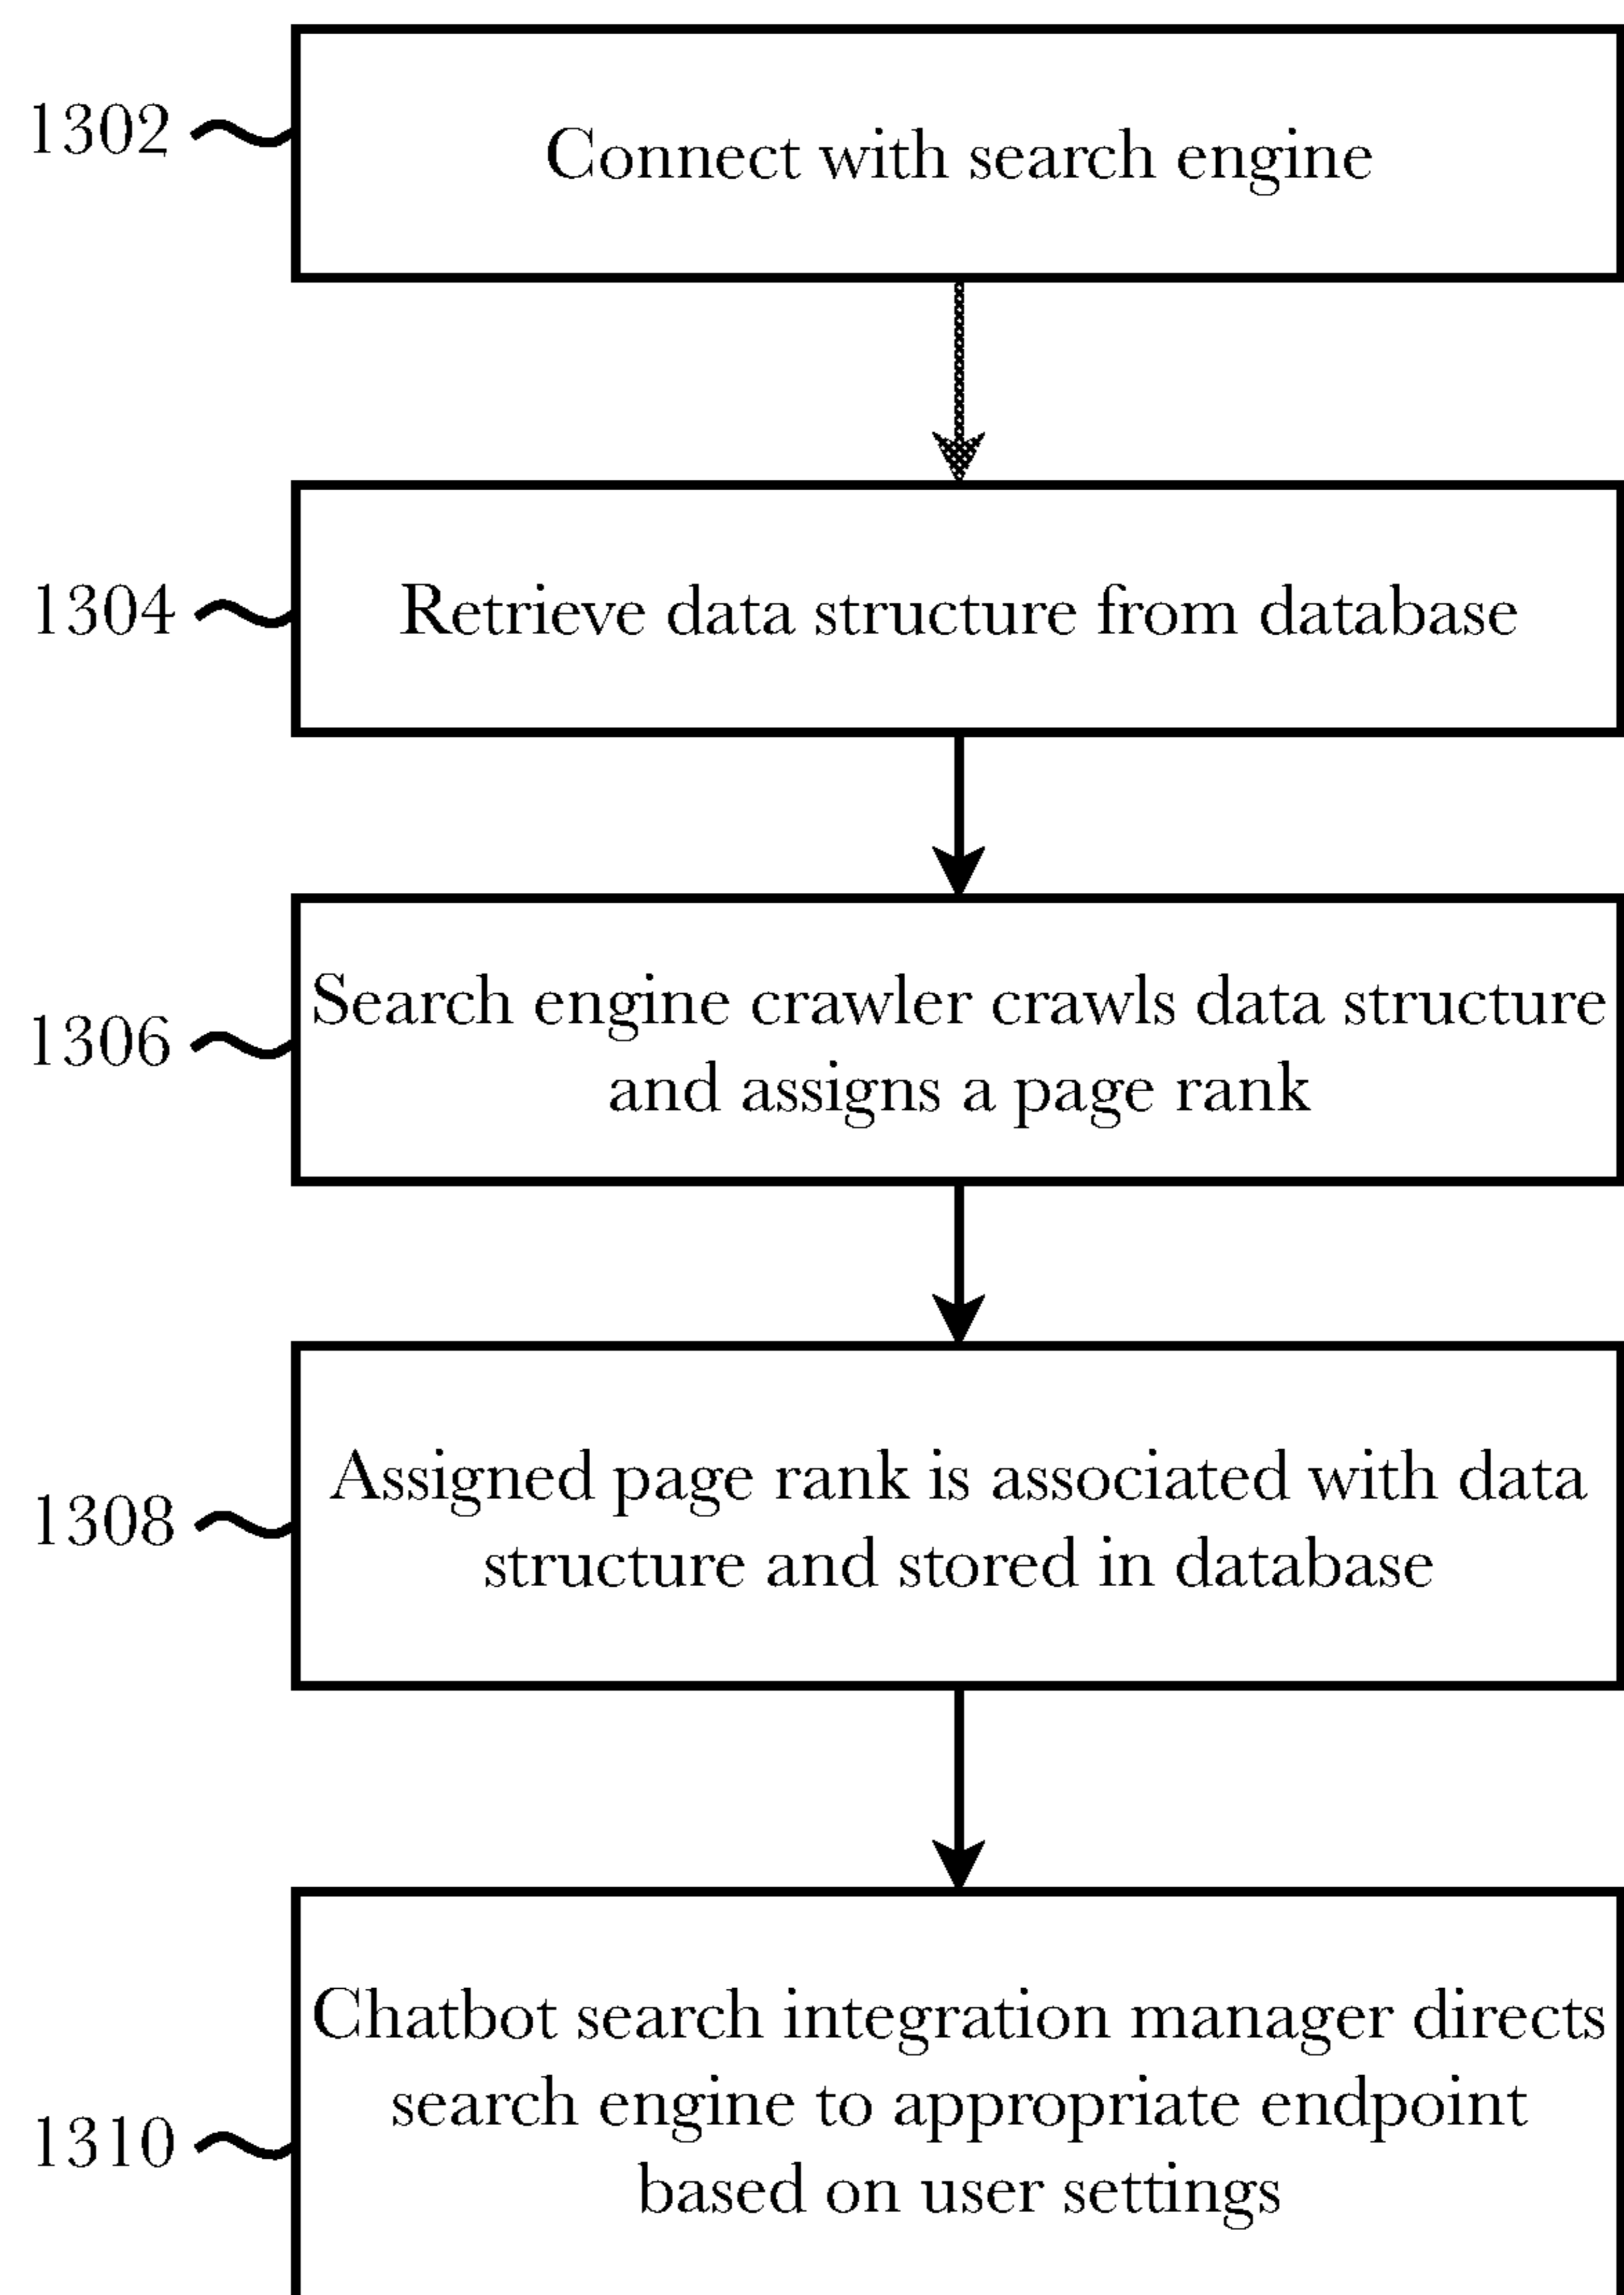 1302
Connect with search engine
1304
Retrieve data structure from database
1306
Search engine crawler crawls data structure
and assigns a page rank
1308
Assigned page rank is associated with data
structure and stored in database
1310
Chatbot search integration manager directs
search engine to appropriate endpoint
based on user settings